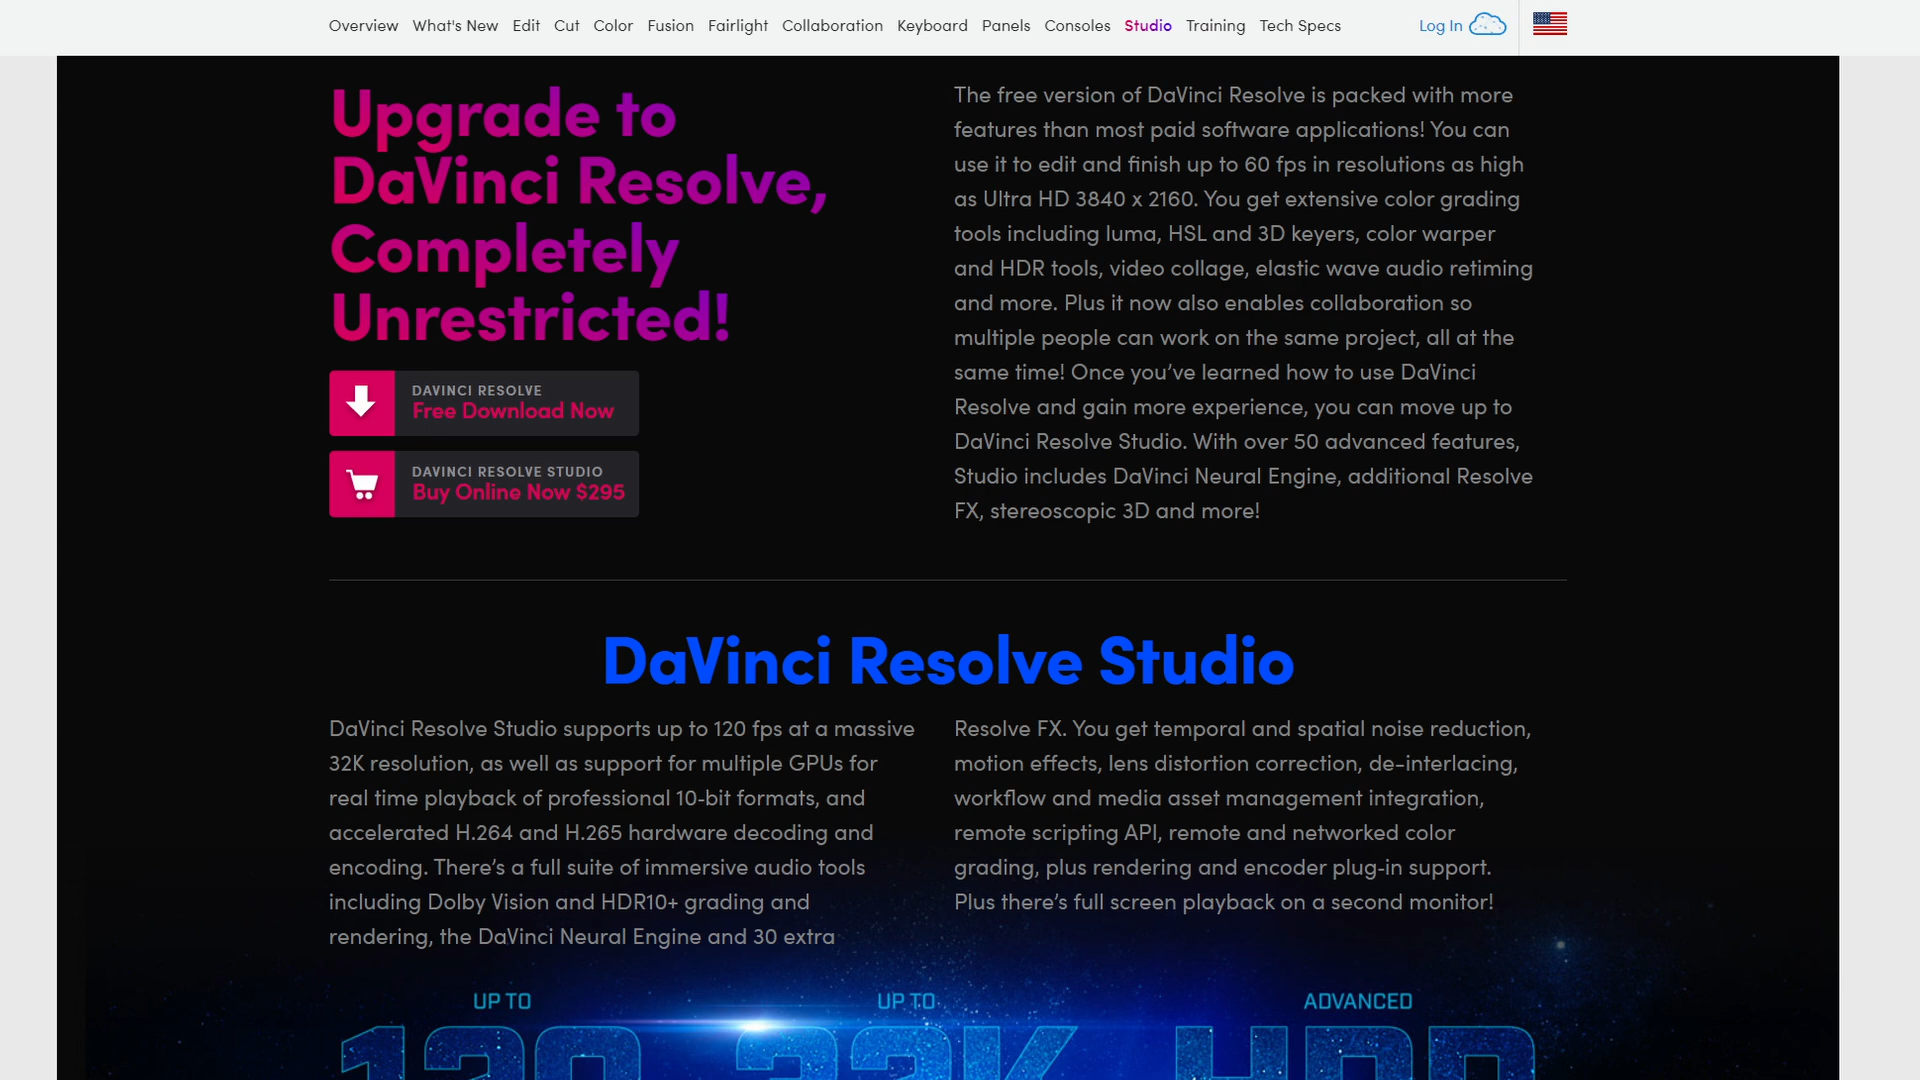 Overview What's New Edit Cut Color Fusion Fairlight Collaboration Keyboard Panels Consoles Studio Training Tech Specs Log In
Upgrade to
DaVinci Resolve,
Completely
Unrestricted!
DAVINCI RESOLVE
Free Download Now
DAVINCI RESOLVE STUDIO
Buy Online Now $295
The free version of DaVinci Resolve is packed with more
features than most paid software applications! You can
use it to edit and finish up to 60 fps in resolutions as high
as Ultra HD 3840 x 2160. You get extensive color grading
tools including luma, HSL and 3D keyers, color warper
and HDR tools, video collage, elastic wave audio retiming
and more. Plus it now also enables collaboration so
multiple people can work on the same project, all at the
same time! Once you’ve learned how to use DaVinci
Resolve and gain more experience, you can move up to
DaVinci Resolve Studio. With over 50 advanced features,
Studio includes DaVinci Neural Engine, additional Resolve
FX, stereoscopic 3D and more!
DaVinci Resolve Studio
DaVinci Resolve Studio supports up to 120 fps at a massive
32K resolution, as well as support for multiple GPUs for
real time playback of professional 10-bit formats, and
accelerated H.264 and H.265 hardware decoding and
encoding. There’s a full suite of immersive audio tools
including Dolby Vision and HDR10+ grading and
rendering, the DaVinci Neural Engine and 30 extra
Resolve FX. You get temporal and spatial noise reduction,
motion effects, lens distortion correction, de-interlacing,
workflow and media asset management integration,
remote scripting API, remote and networked color
grading, plus rendering and encoder plug-in support.
Plus there’s full screen playback on a second monitor!
UP TO UP TO ADVANCED
120 32K HDR